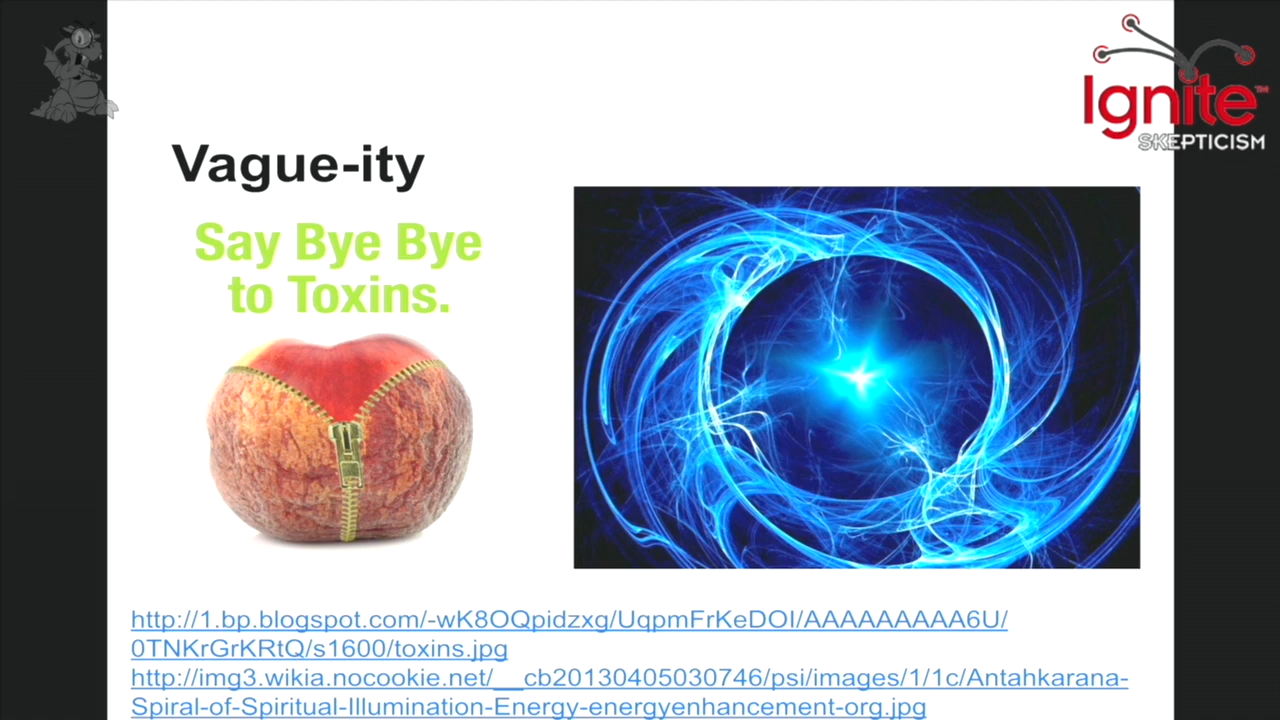 Ignite™
SKEPTICISM
Vague-ity
Say Bye Bye
to Toxins.
http://1.bp.blogspot.com/-wK8OQpidzxg/UqpmFrKeDOI/AAAAAAAAA6U/
0TNKrGrKRtQ/s1600/toxins.jpg
http://img3.wikia.nocookie.net/__cb20130405030746/psi/images/1/1c/Antahkarana-
Spiral-of-Spiritual-Illumination-Energy-energyenhancement-org.jpg